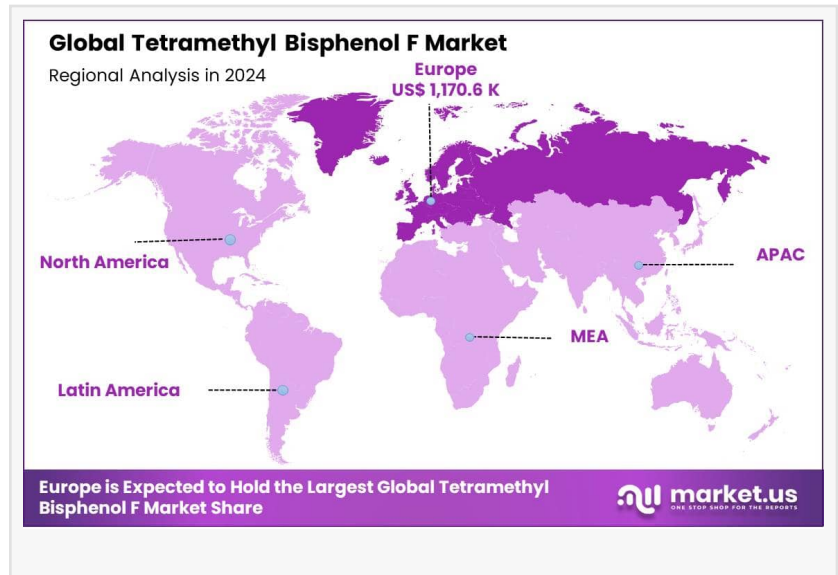 Global Tetramethyl Bisphenol F Market
Regional Analysis in 2024
Europe
US$ 1,170.6 K
North America
APAC
MEA
Latin America
Europe is Expected to Hold the Largest Global Tetramethyl
Bisphenol F Market Share
market.us
ONE STOP SHOP FOR THE REPORTS